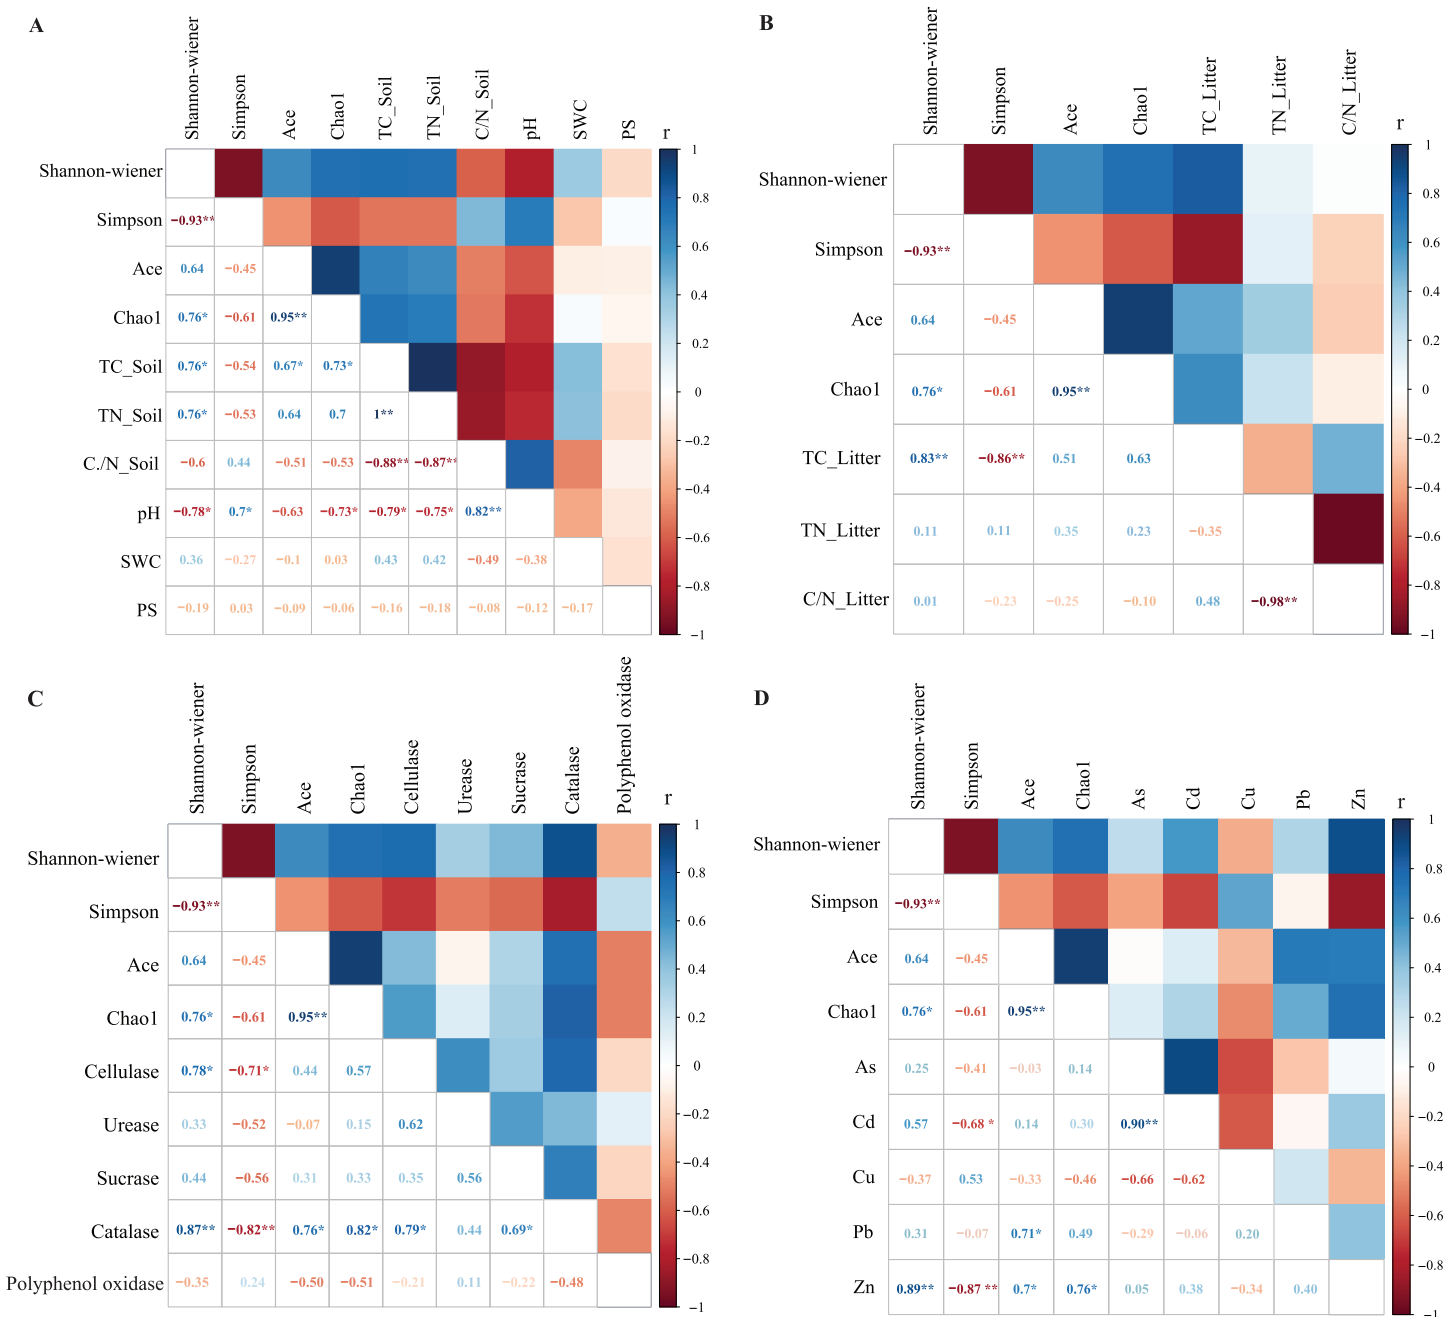 A
Shannon-wiener Simpson Ace Chao1 TC_Soil TN_Soil C/N_Soil pH SWC PS r
Shannon-wiener
Simpson −0.93**
Ace 0.64 −0.45
Chao1 0.76* −0.61 0.95**
TC_Soil 0.76* −0.54 0.67* 0.73*
TN_Soil 0.76* −0.53 0.64 0.7 1**
C./N_Soil −0.6 0.44 −0.51 −0.53 −0.88** −0.87**
pH −0.78* 0.7* −0.63 −0.73* −0.79* −0.75* 0.82**
SWC 0.36 −0.27 −0.1 0.03 0.43 0.42 −0.49 −0.38
PS −0.19 0.03 −0.09 −0.06 −0.16 −0.18 −0.08 −0.12 −0.17
1
0.8
0.6
0.4
0.2
0
−0.2
−0.4
−0.6
−0.8
−1
B
Shannon-wiener Simpson Ace Chao1 TC_Litter TN_Litter C/N_Litter r
Shannon-wiener
Simpson −0.93**
Ace 0.64 −0.45
Chao1 0.76* −0.61 0.95**
TC_Litter 0.83** −0.86** 0.51 0.63
TN_Litter 0.11 0.11 0.35 0.23 −0.35
C/N_Litter 0.01 −0.23 −0.25 −0.10 0.48 −0.98**
1
0.8
0.6
0.4
0.2
0
−0.2
−0.4
−0.6
−0.8
−1
C
Shannon-wiener Simpson Ace Chao1 Cellulase Urease Sucrase Catalase Polyphenol oxidase r
Shannon-wiener
Simpson −0.93**
Ace 0.64 −0.45
Chao1 0.76* −0.61 0.95**
Cellulase 0.78* −0.71* 0.44 0.57
Urease 0.33 −0.52 −0.07 0.15 0.62
Sucrase 0.44 −0.56 0.31 0.33 0.35 0.56
Catalase 0.87** −0.82** 0.76* 0.82* 0.79* 0.44 0.69*
Polyphenol oxidase −0.35 0.24 −0.50 −0.51 −0.21 0.11 −0.22 −0.48
1
0.8
0.6
0.4
0.2
0
−0.2
−0.4
−0.6
−0.8
−1
D
Shannon-wiener Simpson Ace Chao1 As Cd Cu Pb Zn r
Shannon-wiener
Simpson −0.93**
Ace 0.64 −0.45
Chao1 0.76* −0.61 0.95**
As 0.25 −0.41 −0.03 0.14
Cd 0.57 −0.68 * 0.14 0.30 0.90**
Cu −0.37 0.53 −0.33 −0.46 −0.66 −0.62
Pb 0.31 −0.07 0.71* 0.49 −0.29 −0.06 0.20
Zn 0.89** −0.87 ** 0.7* 0.76* 0.05 0.38 −0.34 0.40
1
0.8
0.6
0.4
0.2
0
−0.2
−0.4
−0.6
−0.8
−1